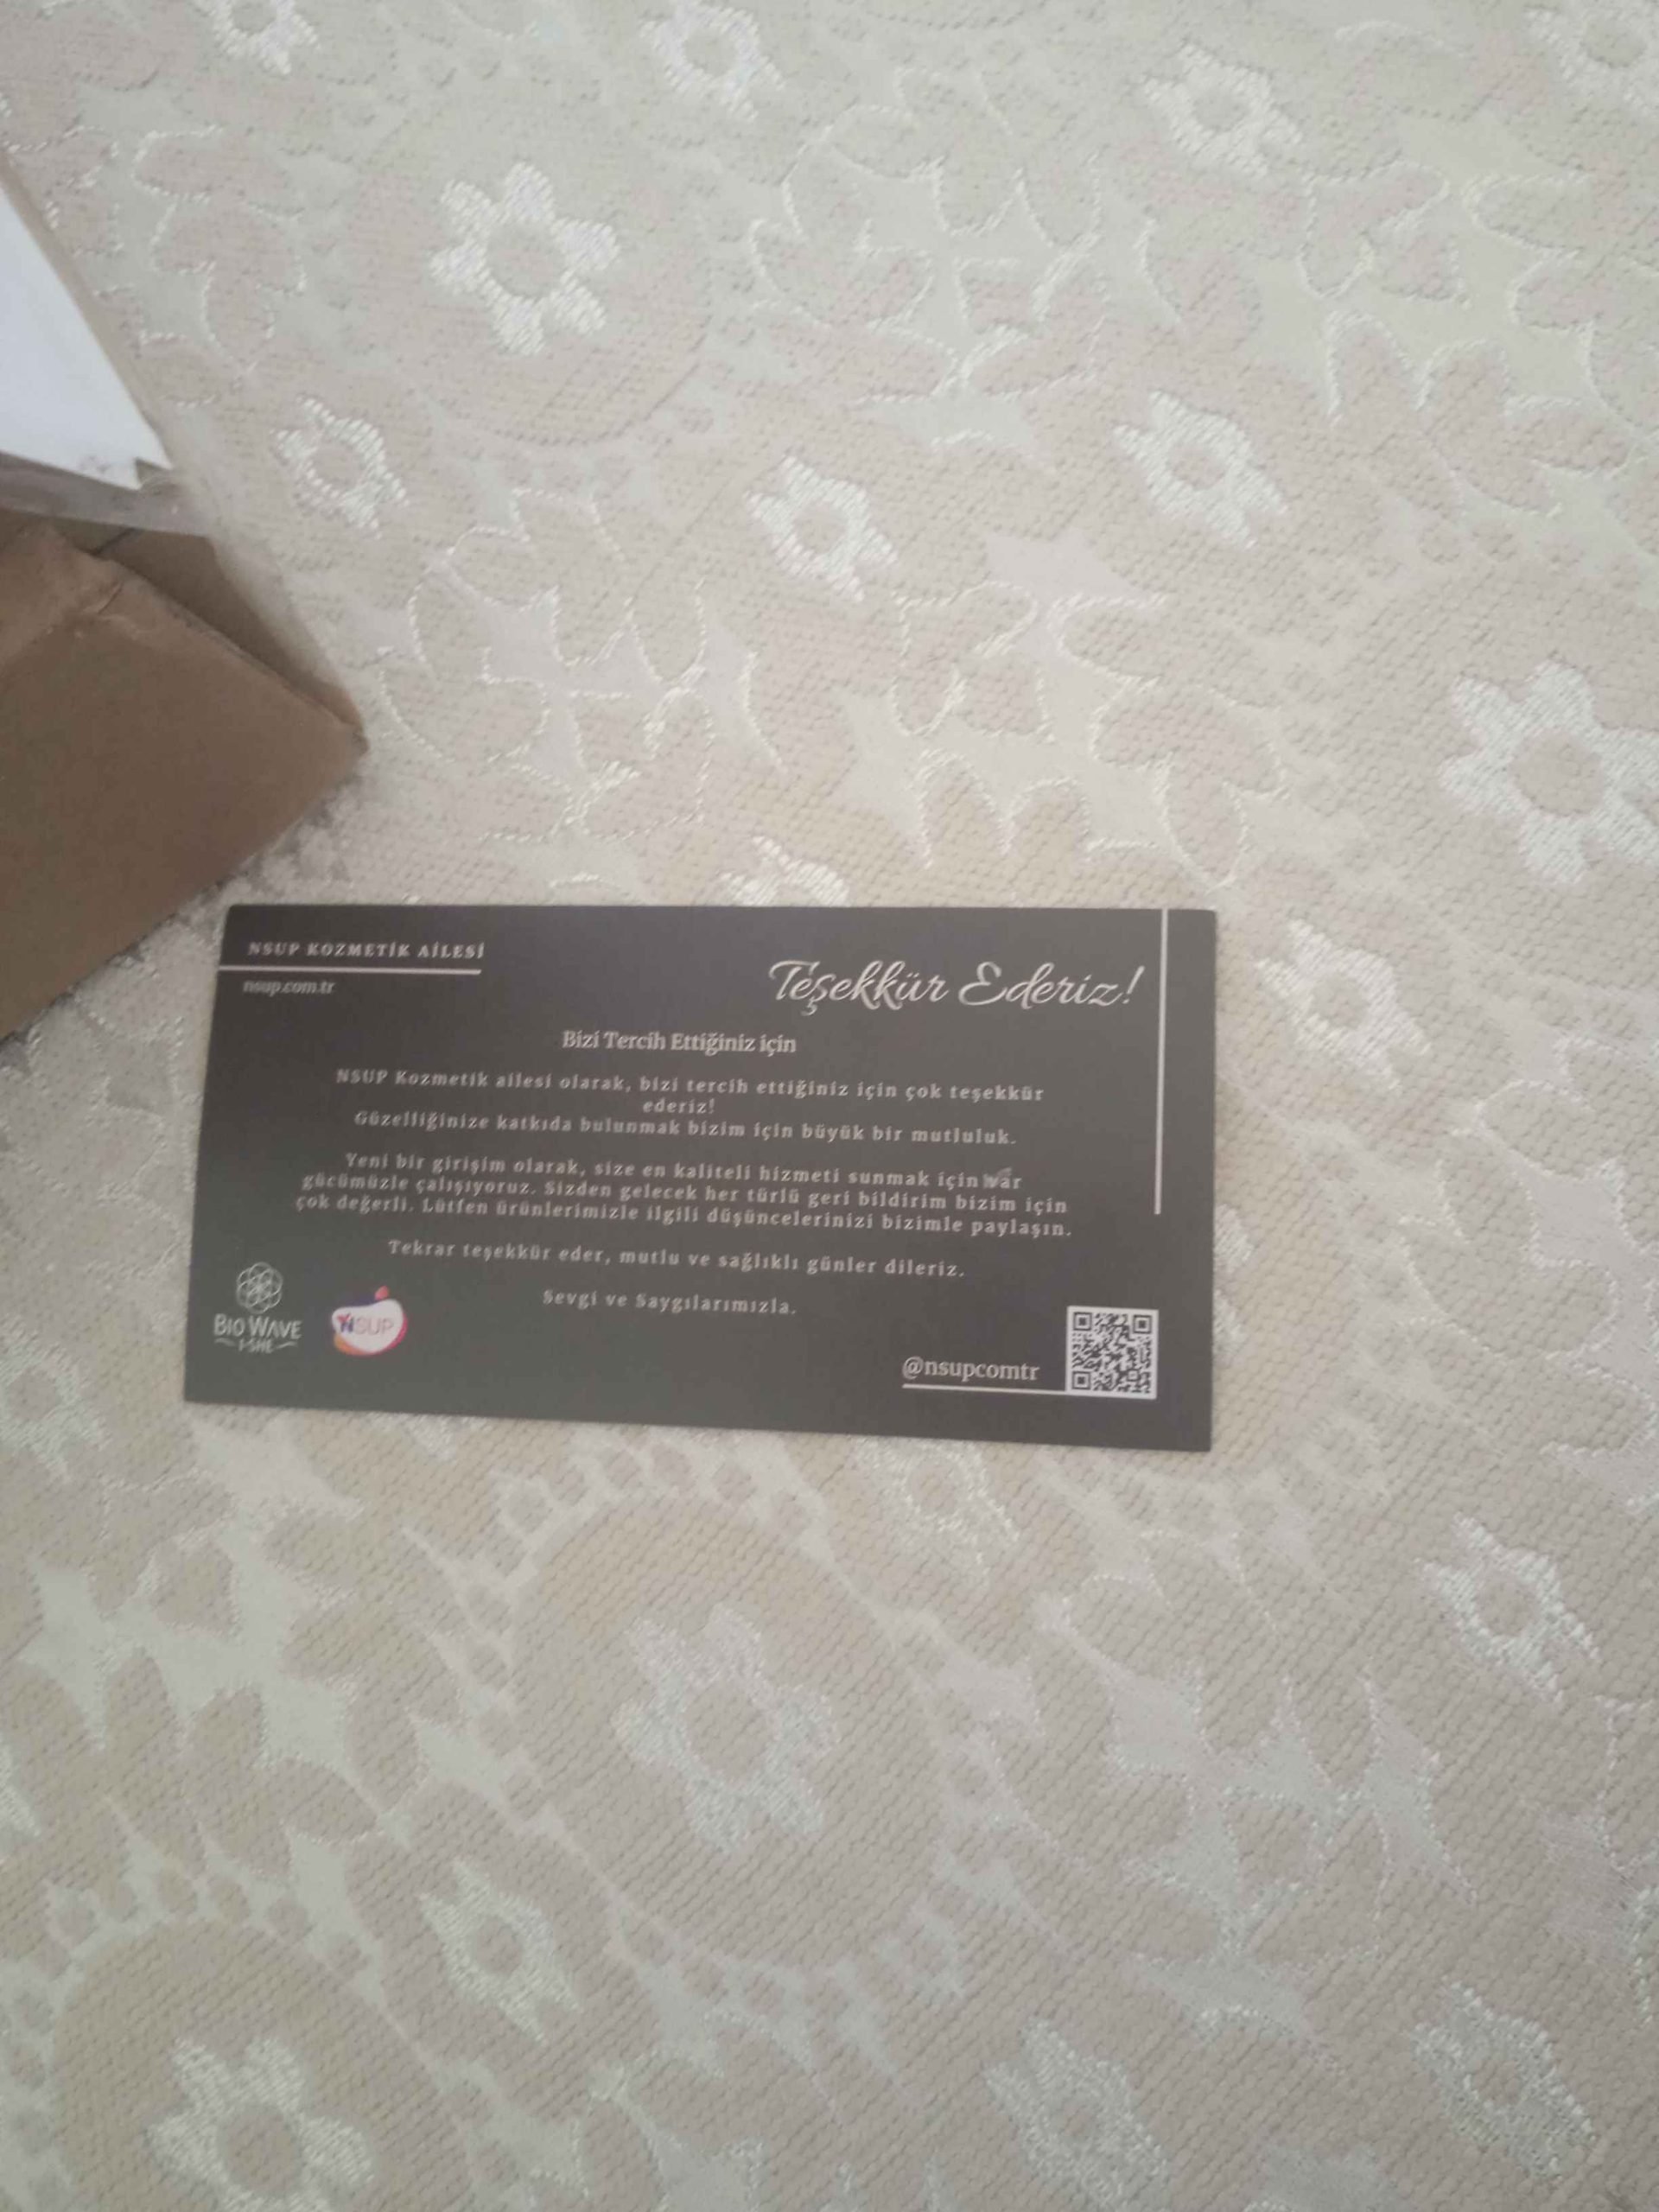 NSUP KOZMETİK AİLESİ
nsup.com.tr
Teşekkür Ederiz!
Bizi Tercih Ettiğiniz için
NSUP Kozmetik ailesi olarak, bizi tercih ettiğiniz için çok teşekkür
ederiz!
Güzelliğinize katkıda bulunmak bizim için büyük bir mutluluk.
Yeni bir girişim olarak, size en kaliteli hizmeti sunmak için var
gücümüzle çalışıyoruz. Sizden gelecek her türlü geri bildirim bizim için
çok değerli. Lütfen ürünlerimizle ilgili düşüncelerinizi bizimle paylaşın.
Tekrar teşekkür eder, mutlu ve sağlıklı günler dileriz.
Sevgi ve Saygılarımızla.
BIO WAVE
I-SHE
NSUP
@nsupcomtr